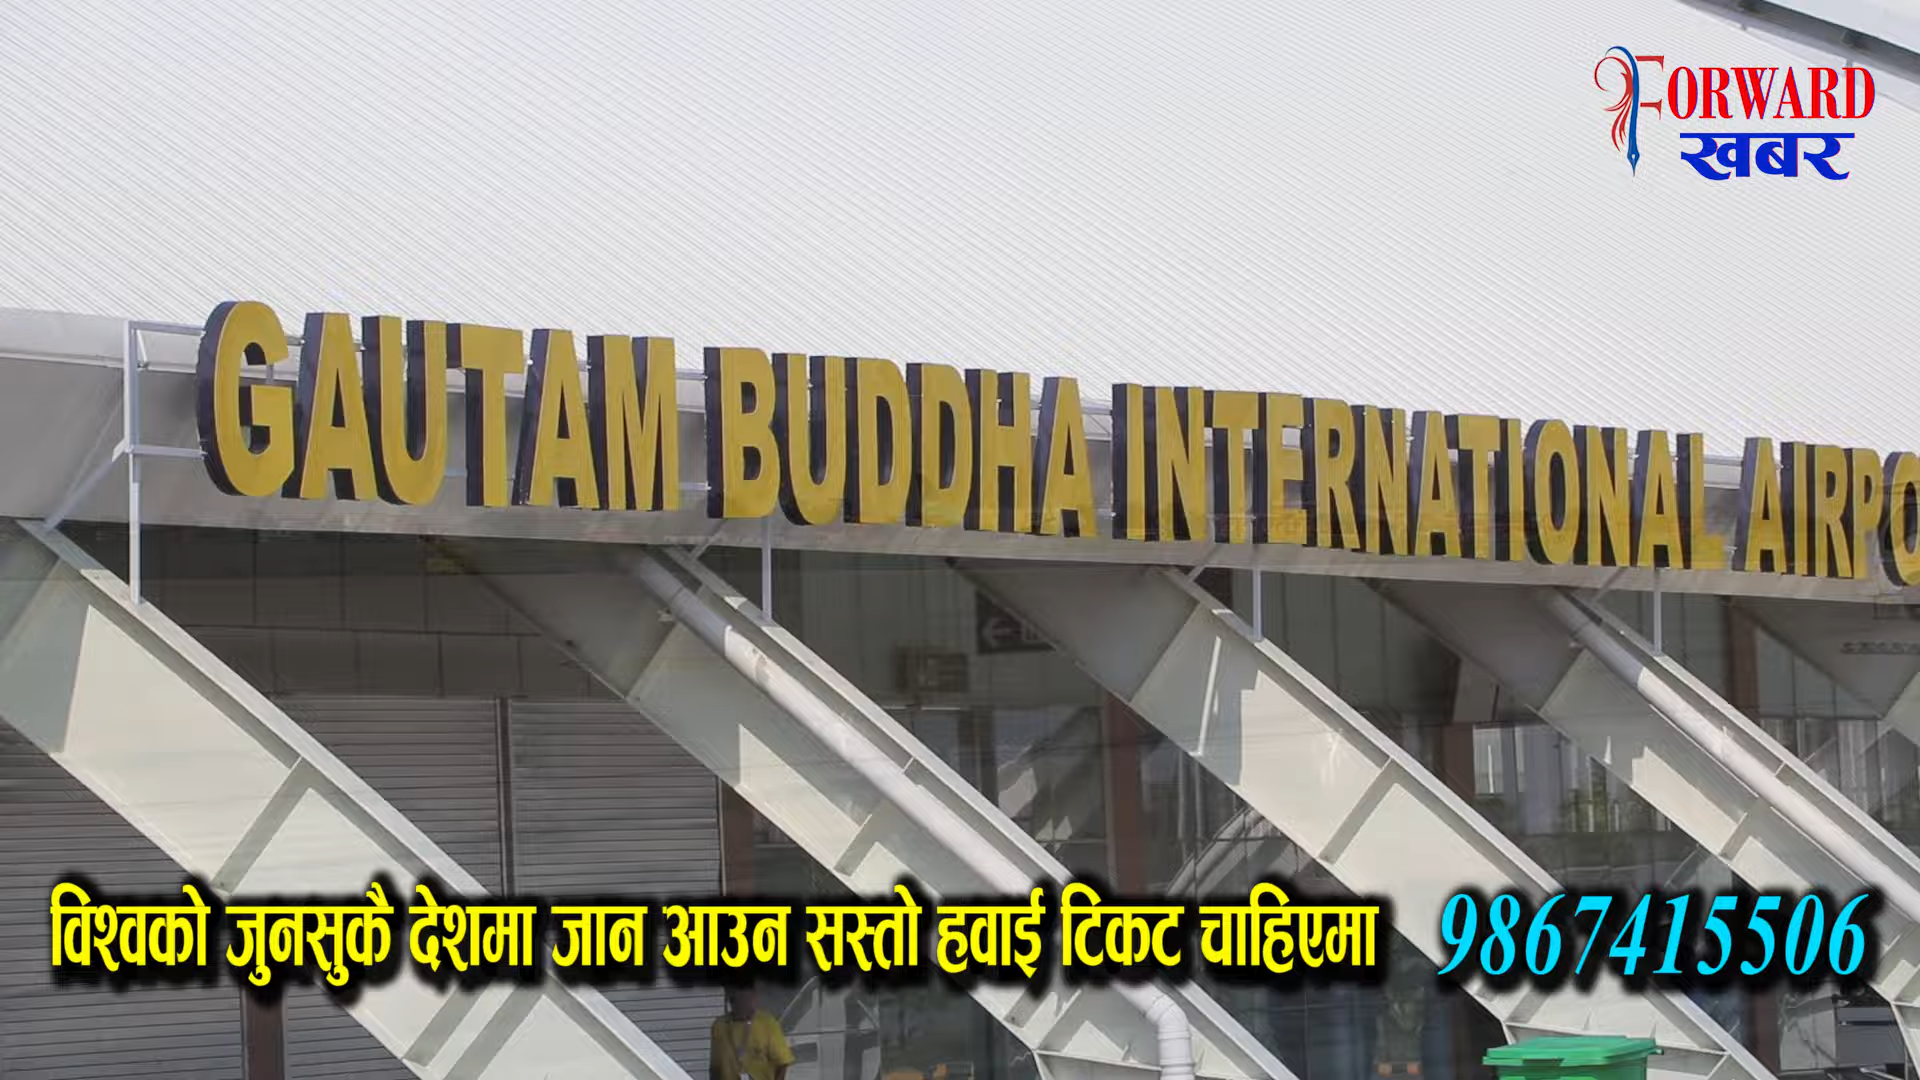 FORWARD
खबर
GAUTAM BUDDHA INTERNATIONAL AIRPO
विश्वको जुनसुकै देशमा जान आउन सस्तो हवाई टिकट चाहिएमा 9867415506